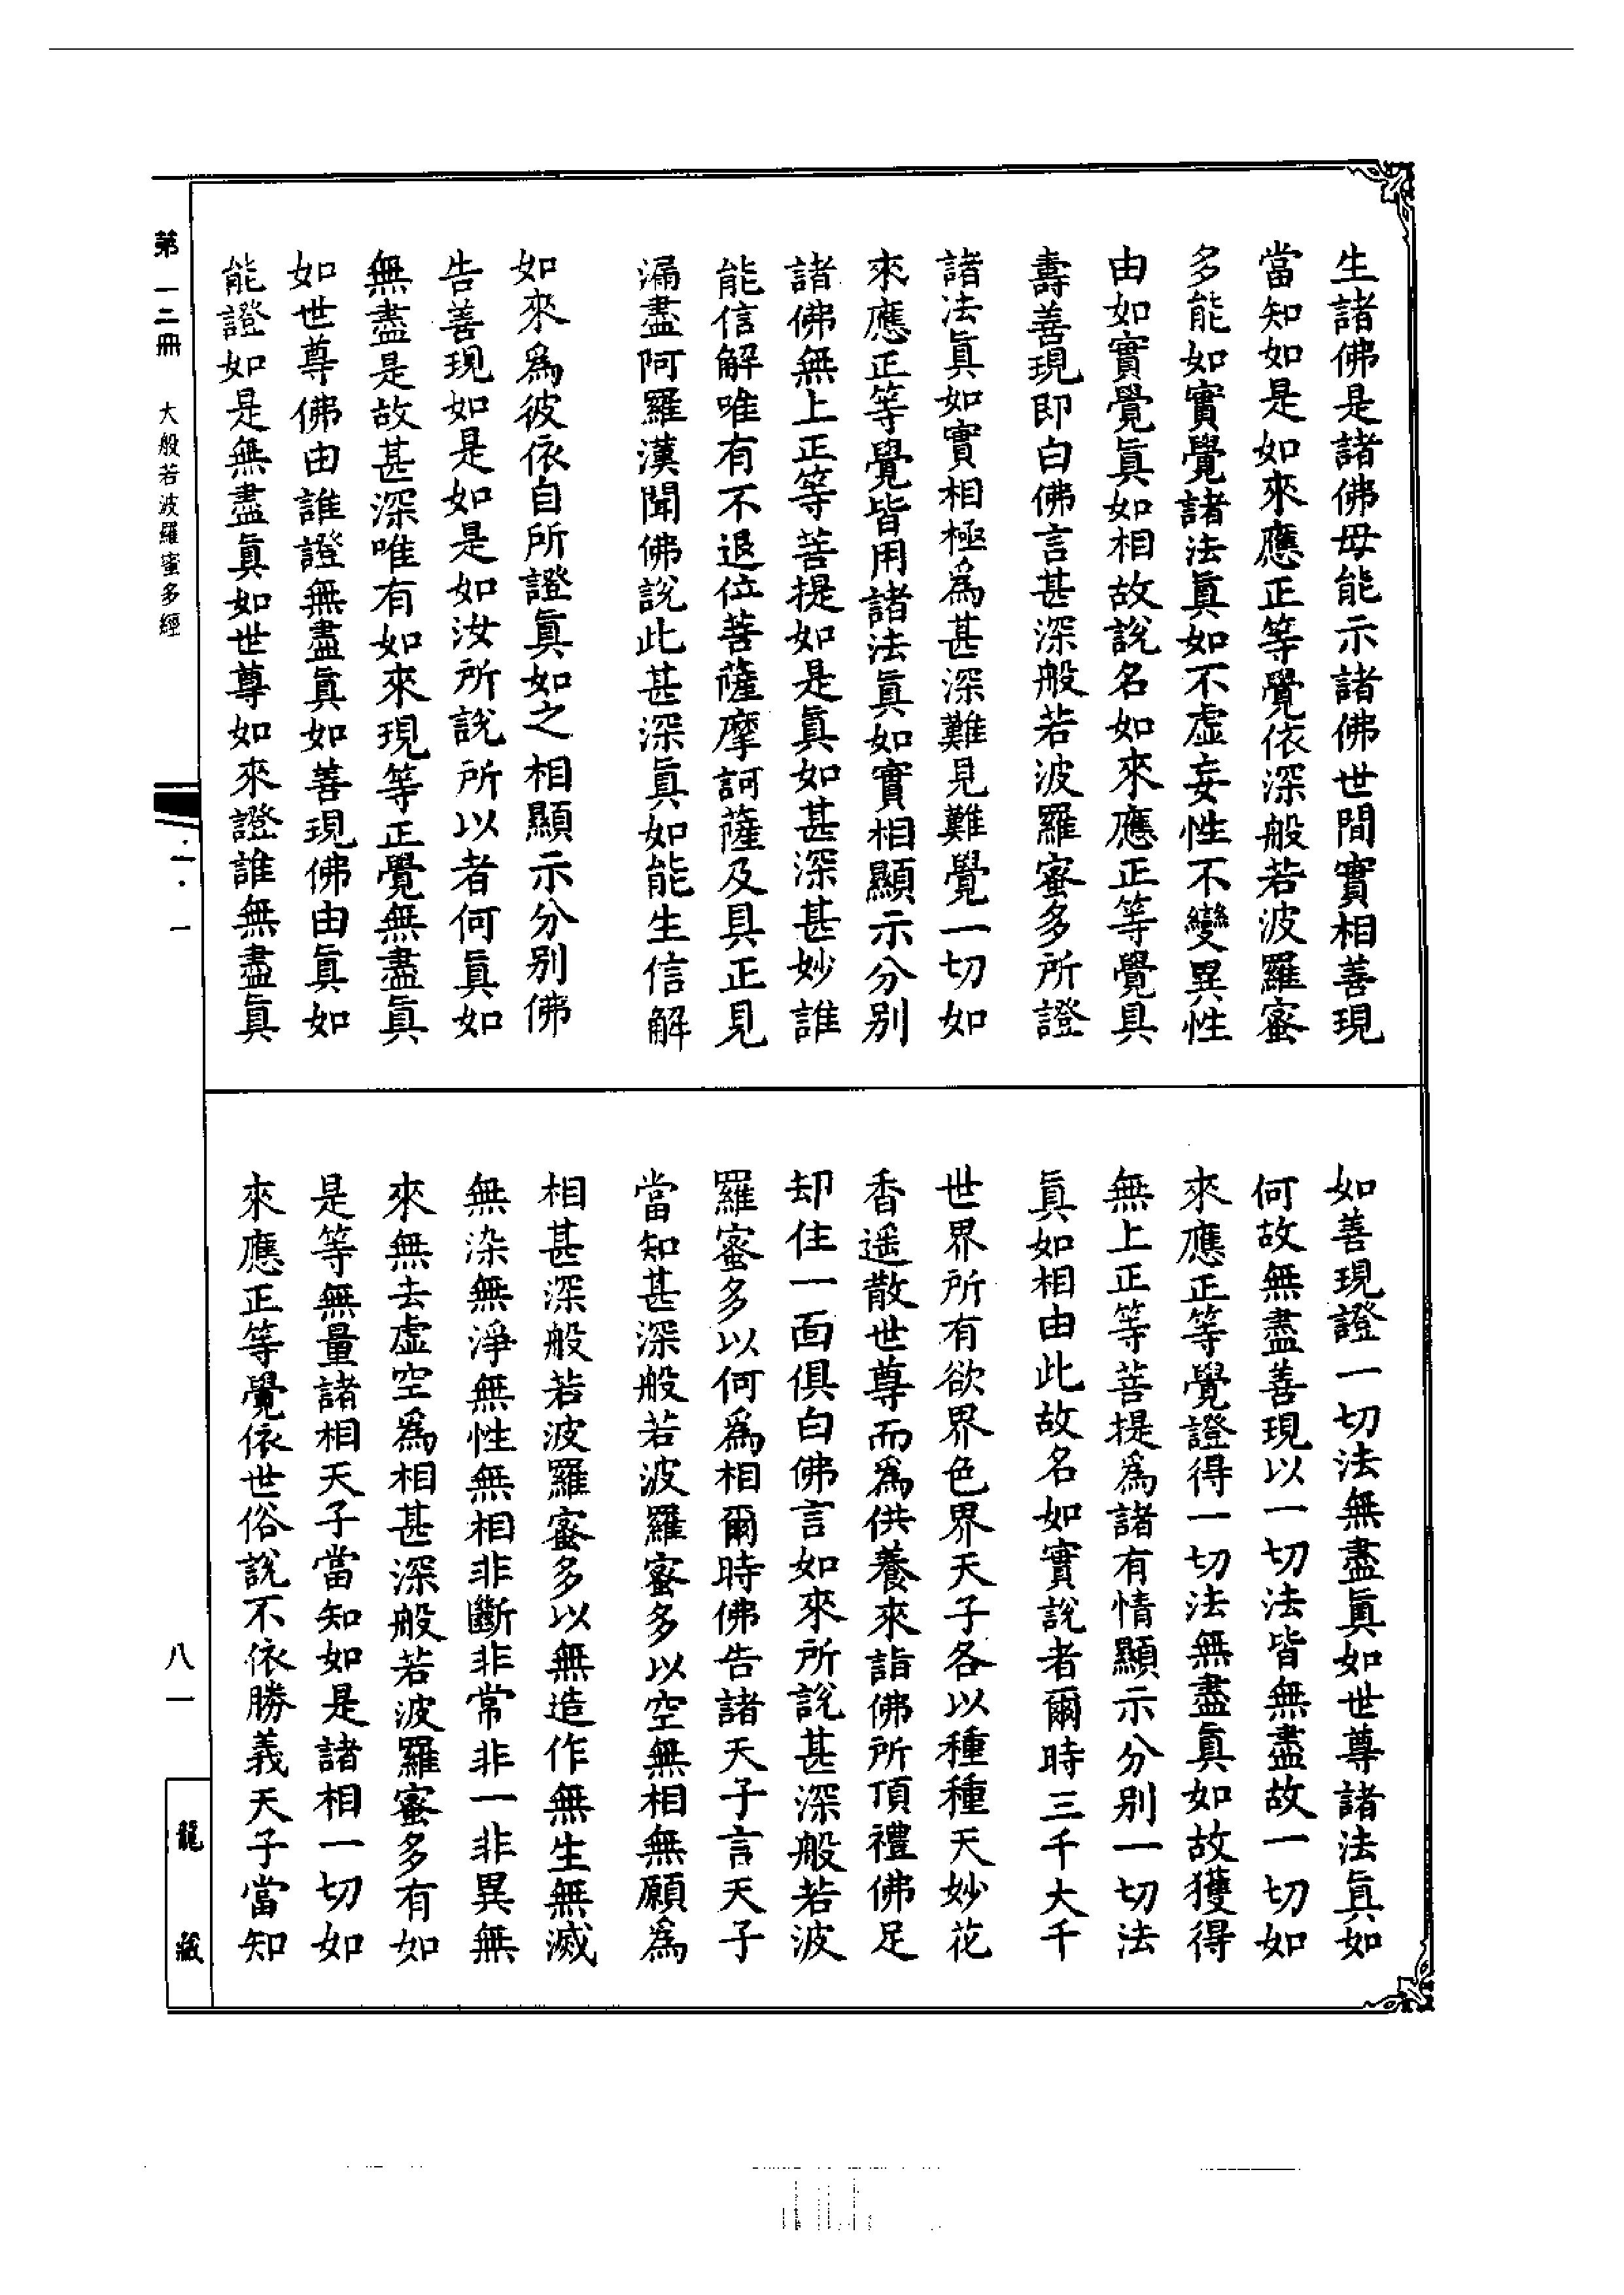 生諸佛是諸佛母能示諸佛世間實相善現
當知如是如來應正等覺依深般若波羅蜜
多能如實覺諸法真如不虛妄性不變異性
由如實覺真如相故說名如來應正等覺具
壽善現即白佛言甚深般若波羅蜜多所證
諸法真如實相極為甚深難見難覺一切如
來應正等覺皆用諸法真如實相顯示分別
諸佛無上正等菩提如是真如甚深甚妙誰
能信解唯有不退位菩薩摩訶薩及具正見
漏盡阿羅漢聞佛說此甚深真如能生信解
如來為彼依自所證真如之相顯示分別佛
告善現如是如是如汝所說所以者何真如
無盡是故甚深唯有如來現等正覺無盡真
如世尊佛由誰證無盡真如善現佛由真如
能證如是無盡真如世尊如來證誰無盡真
如善現證一切法無盡真如世尊諸法真如
何故無盡善現以一切法皆無盡故一切如
來應正等覺證得一切法無盡真如故獲得
無上正等菩提為諸有情顯示分別一切法
真如相由此故名如實說者爾時三千大千
世界所有欲界色界天子各以種種天妙花
香遥散世尊而為供養來詣佛所頂禮佛足
却住一面俱白佛言如來所說甚深般若波
羅蜜多以何為相爾時佛告諸天子言天子
當知甚深般若波羅蜜多以空無相無願為
相甚深般若波羅蜜多以無造作無生無滅
無染無淨無性無相非斷非常非一非異無
來無去虛空為相甚深般若波羅蜜多有如
是等無量諸相天子當知如是諸相一切如
來應正等覺依世俗說不依勝義天子當知
第一二冊 大般若波羅蜜多經
一·一
八一
龍藏